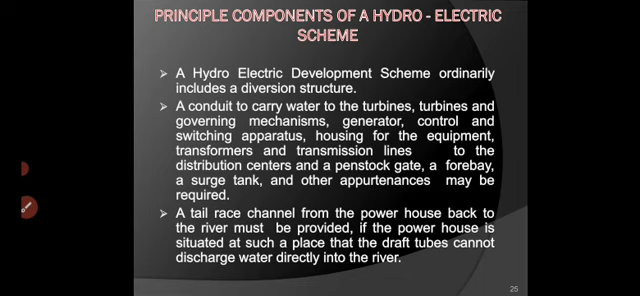 PRINCIPLE COMPONENTS OF A HYDRO - ELECTRIC
SCHEME
➢ A Hydro Electric Development Scheme ordinarily
includes a diversion structure.
➢ A conduit to carry water to the turbines, turbines and
governing mechanisms, generator, control and
switching apparatus, housing for the equipment,
transformers and transmission lines to the
distribution centers and a penstock gate, a forebay,
a surge tank, and other appurtenances may be
required.
➢ A tail race channel from the power house back to
the river must be provided, if the power house is
situated at such a place that the draft tubes cannot
discharge water directly into the river.
25